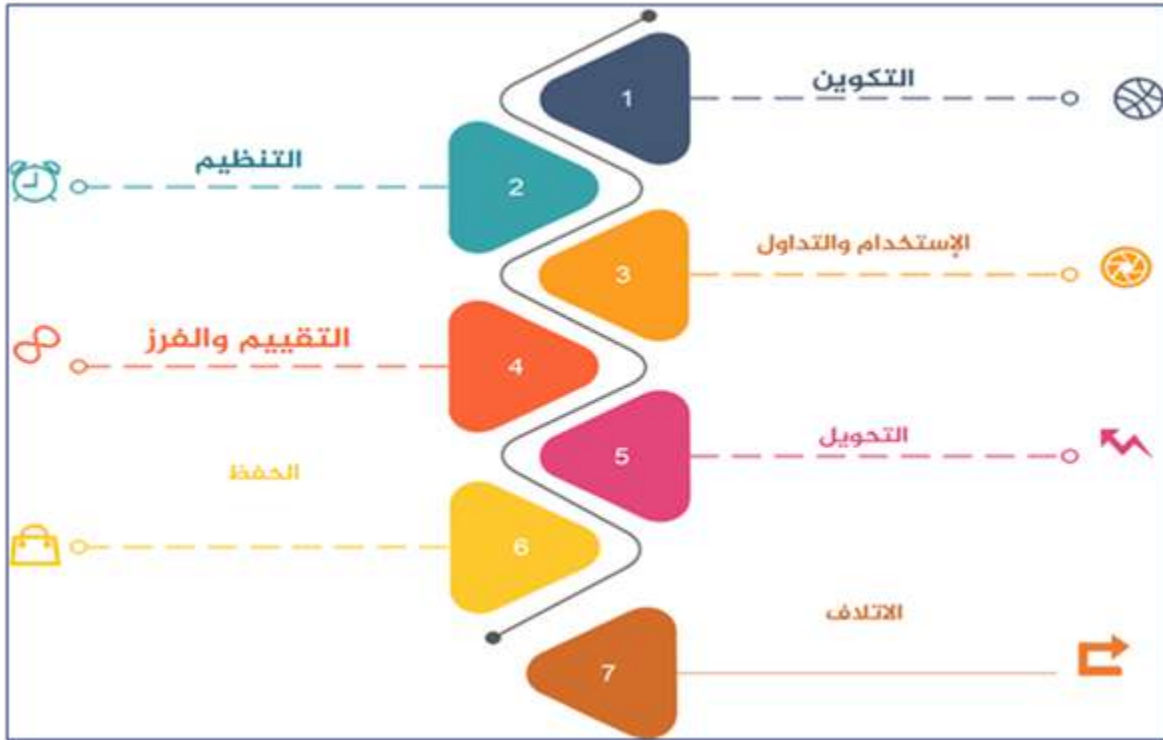 1
التكوين
2
التنظيم
3
الإستخدام والتداول
4
التقييم والفرز
5
التحويل
6
الحفظ
7
الاتلاف